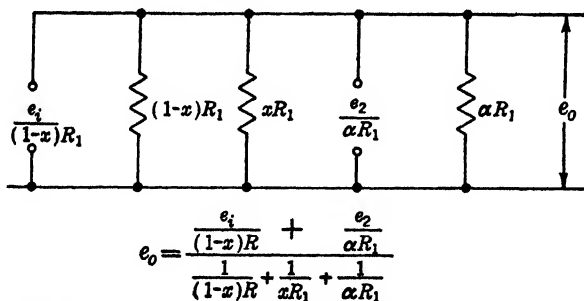 e_i/(1-x)R_1 (1-x)R_1 xR_1 e_2/αR_1 αR_1 e_o
e_o = (e_i/(1-x)R + e_2/αR_1) / (1/(1-x)R + 1/xR_1 + 1/αR_1)